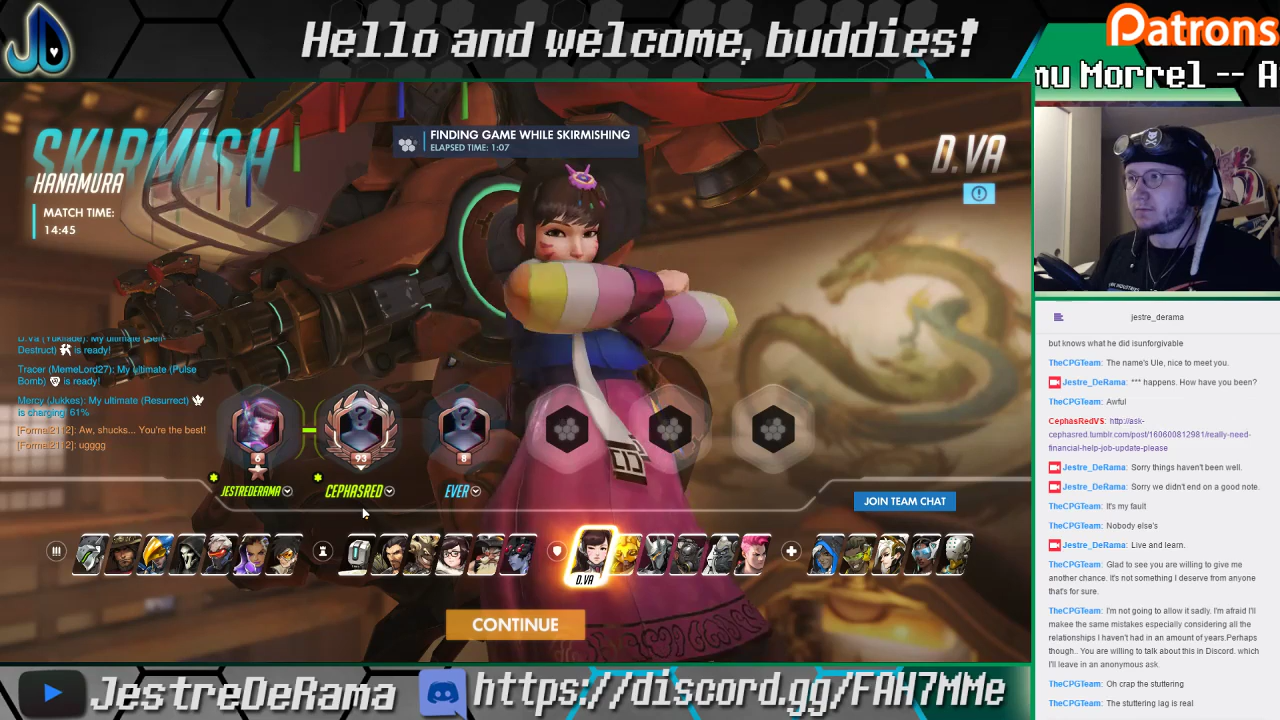 Hello and welcome, buddies!
Patrons
nu Morrel -- A
SKIRMISH
HANAMURA
MATCH TIME:
14:45
FINDING GAME WHILE SKIRMISHING
ELAPSED TIME: 1:07
D.VA
D.Va (Yukilade): My ultimate (Self-
Destruct) is ready!
Tracer (MemeLord27): My ultimate (Pulse
Bomb) is ready!
Mercy (Jukkes): My ultimate (Resurrect)
is charging! 61%
[Formal2112]: Aw, shucks... You're the best!
[Formal2112]: ugggg
6
93
8
JESTREDERAMA
CEPHASRED
EVER
JOIN TEAM CHAT
D.VA
CONTINUE
jestre_derama
but knows what he did isunforgivable
TheCPGTeam: The name's Ule, nice to meet you.
Jestre_DeRama: *** happens. How have you been?
TheCPGTeam: Awful
CephasRedVS: http://ask-
cephasred.tumblr.com/post/160600812981/really-need-
financial-help-job-update-please
Jestre_DeRama: Sorry things haven't been well.
Jestre_DeRama: Sorry we didn't end on a good note.
TheCPGTeam: It's my fault
TheCPGTeam: Nobody else's
Jestre_DeRama: Live and learn.
TheCPGTeam: Glad to see you are willing to give me
another chance. it's not something I deserve from anyone
that's for sure.
TheCPGTeam: I'm not going to allow it sadly. I'm afraid I'll
makee the same mistakes especially considering all the
relationships I haven't had in an amount of years.Perhaps
though.. You are willing to talk about this in Discord. which
I'll leave in an anonymous ask.
TheCPGTeam: Oh crap the stuttering
TheCPGTeam: The stuttering lag is real
JestreDeRama
https://discord.gg/FAH7MMe